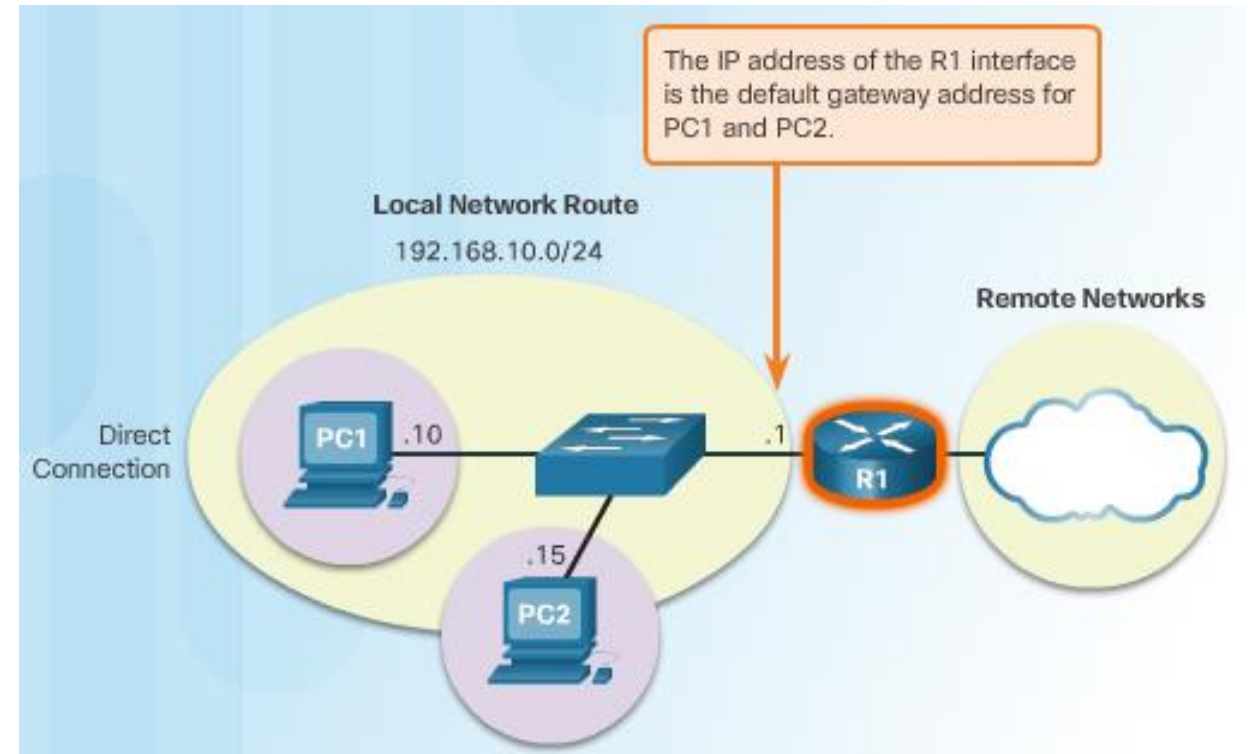 The IP address of the R1 interface
is the default gateway address for
PC1 and PC2.
Local Network Route
192.168.10.0/24
Remote Networks
Direct
Connection
PC1
.10
.1
R1
.15
PC2